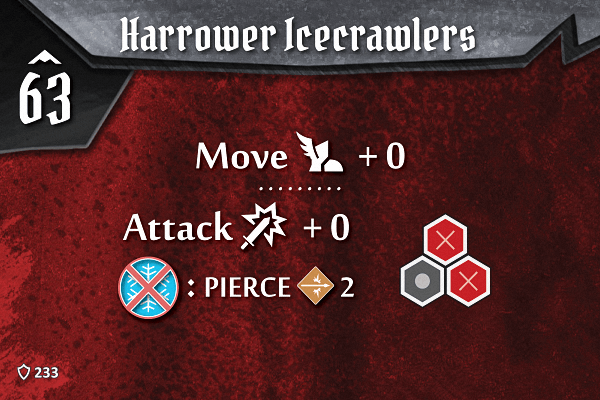 Harrower Icecrawlers
63
Move + 0
Attack + 0
: PIERCE 2
233